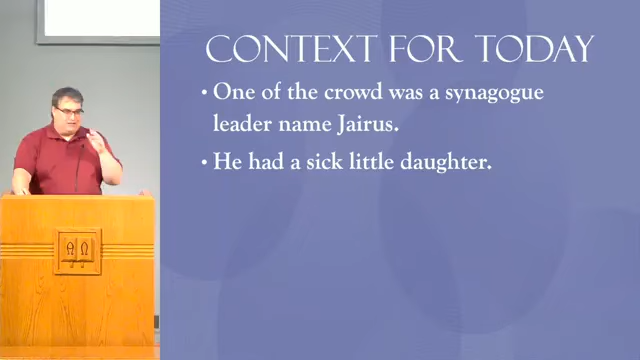 CONTEXT FOR TODAY
• One of the crowd was a synagogue
leader name Jairus.
• He had a sick little daughter.
Α Ω